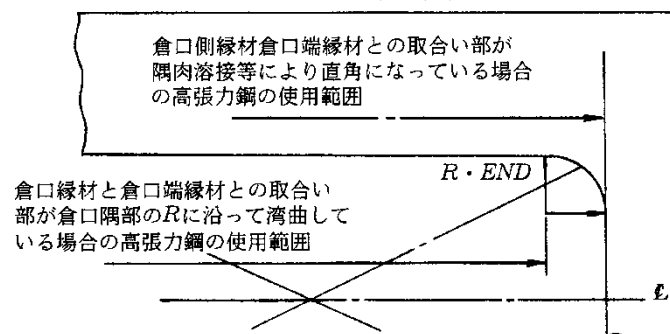 倉口側縁材倉口端縁材との取合い部が
隅肉溶接等により直角になっている場合
の高張力鋼の使用範囲
R・END
倉口縁材と倉口端縁材との取合い
部が倉口隅部のRに沿って湾曲して
いる場合の高張力鋼の使用範囲
℄